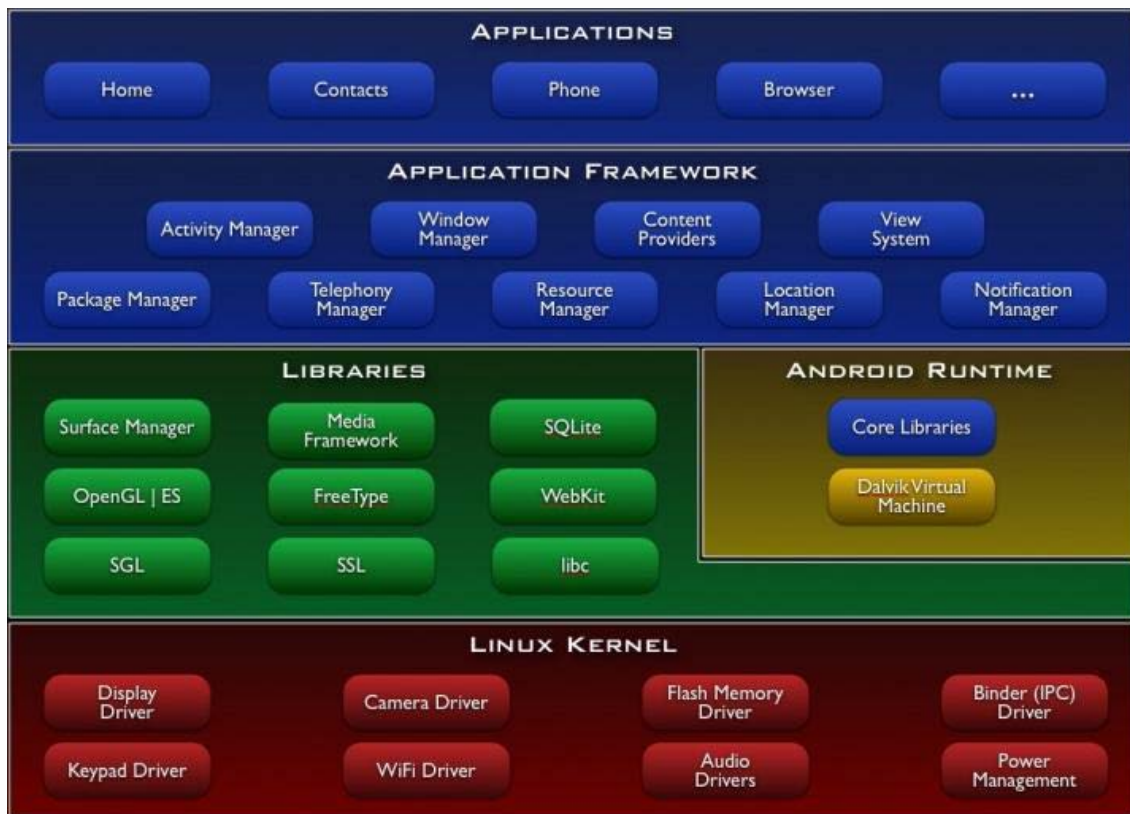 APPLICATIONS
Home
Contacts
Phone
Browser
...
APPLICATION FRAMEWORK
Activity Manager
Window
Manager
Content
Providers
View
System
Package Manager
Telephony
Manager
Resource
Manager
Location
Manager
Notification
Manager
LIBRARIES
Surface Manager
Media
Framework
SQLite
OpenGL | ES
FreeType
WebKit
SGL
SSL
libc
ANDROID RUNTIME
Core Libraries
Dalvik Virtual
Machine
LINUX KERNEL
Display
Driver
Camera Driver
Flash Memory
Driver
Binder (IPC)
Driver
Keypad Driver
WiFi Driver
Audio
Drivers
Power
Management